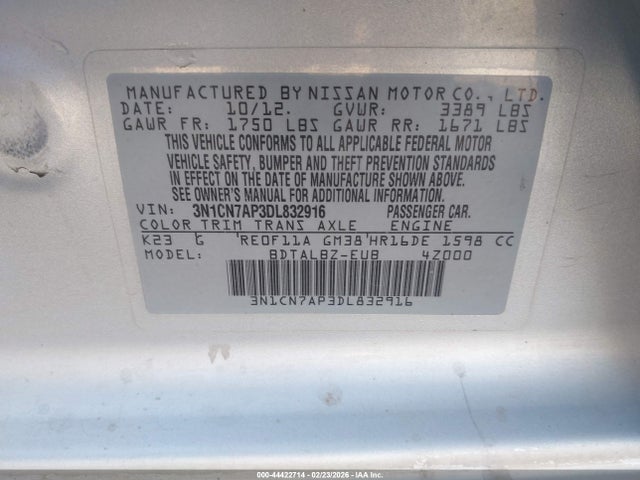 MANUFACTURED BY NISSAN MOTOR CO., LTD.
DATE: 10/12. GVWR: 3389 LBS
GAWR FR: 1750 LBS GAWR RR: 1671 LBS
THIS VEHICLE CONFORMS TO ALL APPLICABLE FEDERAL MOTOR
VEHICLE SAFETY, BUMPER AND THEFT PREVENTION STANDARDS
IN EFFECT ON THE DATE OF MANUFACTURE SHOWN ABOVE.
SEE OWNER'S MANUAL FOR ADDITIONAL INFORMATION.
VIN: 3N1CN7AP3DL832916 PASSENGER CAR.
COLOR TRIM TRANS AXLE ENGINE
K23 G 'RE0F11A GM38'HR16DE 1598 CC
MODEL: BDTALBZ-EUB 4Z000
3N1CN7AP3DL832916
000-44422714 - 02/23/2026 - IAA Inc.